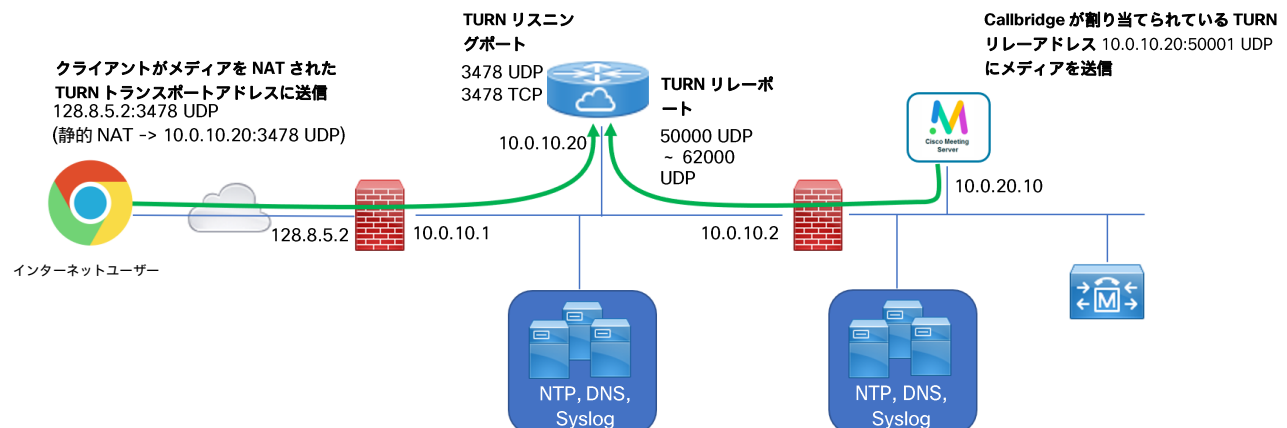 TURN リスニン
グポート
3478 UDP
3478 TCP
Callbridge が割り当てられている TURN
リレーアドレス 10.0.10.20:50001 UDP
にメディアを送信
クライアントがメディアを NAT された
TURN トランスポートアドレスに送信
128.8.5.2:3478 UDP
(静的 NAT -> 10.0.10.20:3478 UDP)
TURN リレーポ
ート
50000 UDP
~ 62000
UDP
10.0.10.20
Cisco Meeting
Server
10.0.20.10
128.8.5.2
10.0.10.1
10.0.10.2
インターネットユーザー
M
NTP, DNS,
Syslog
NTP, DNS,
Syslog